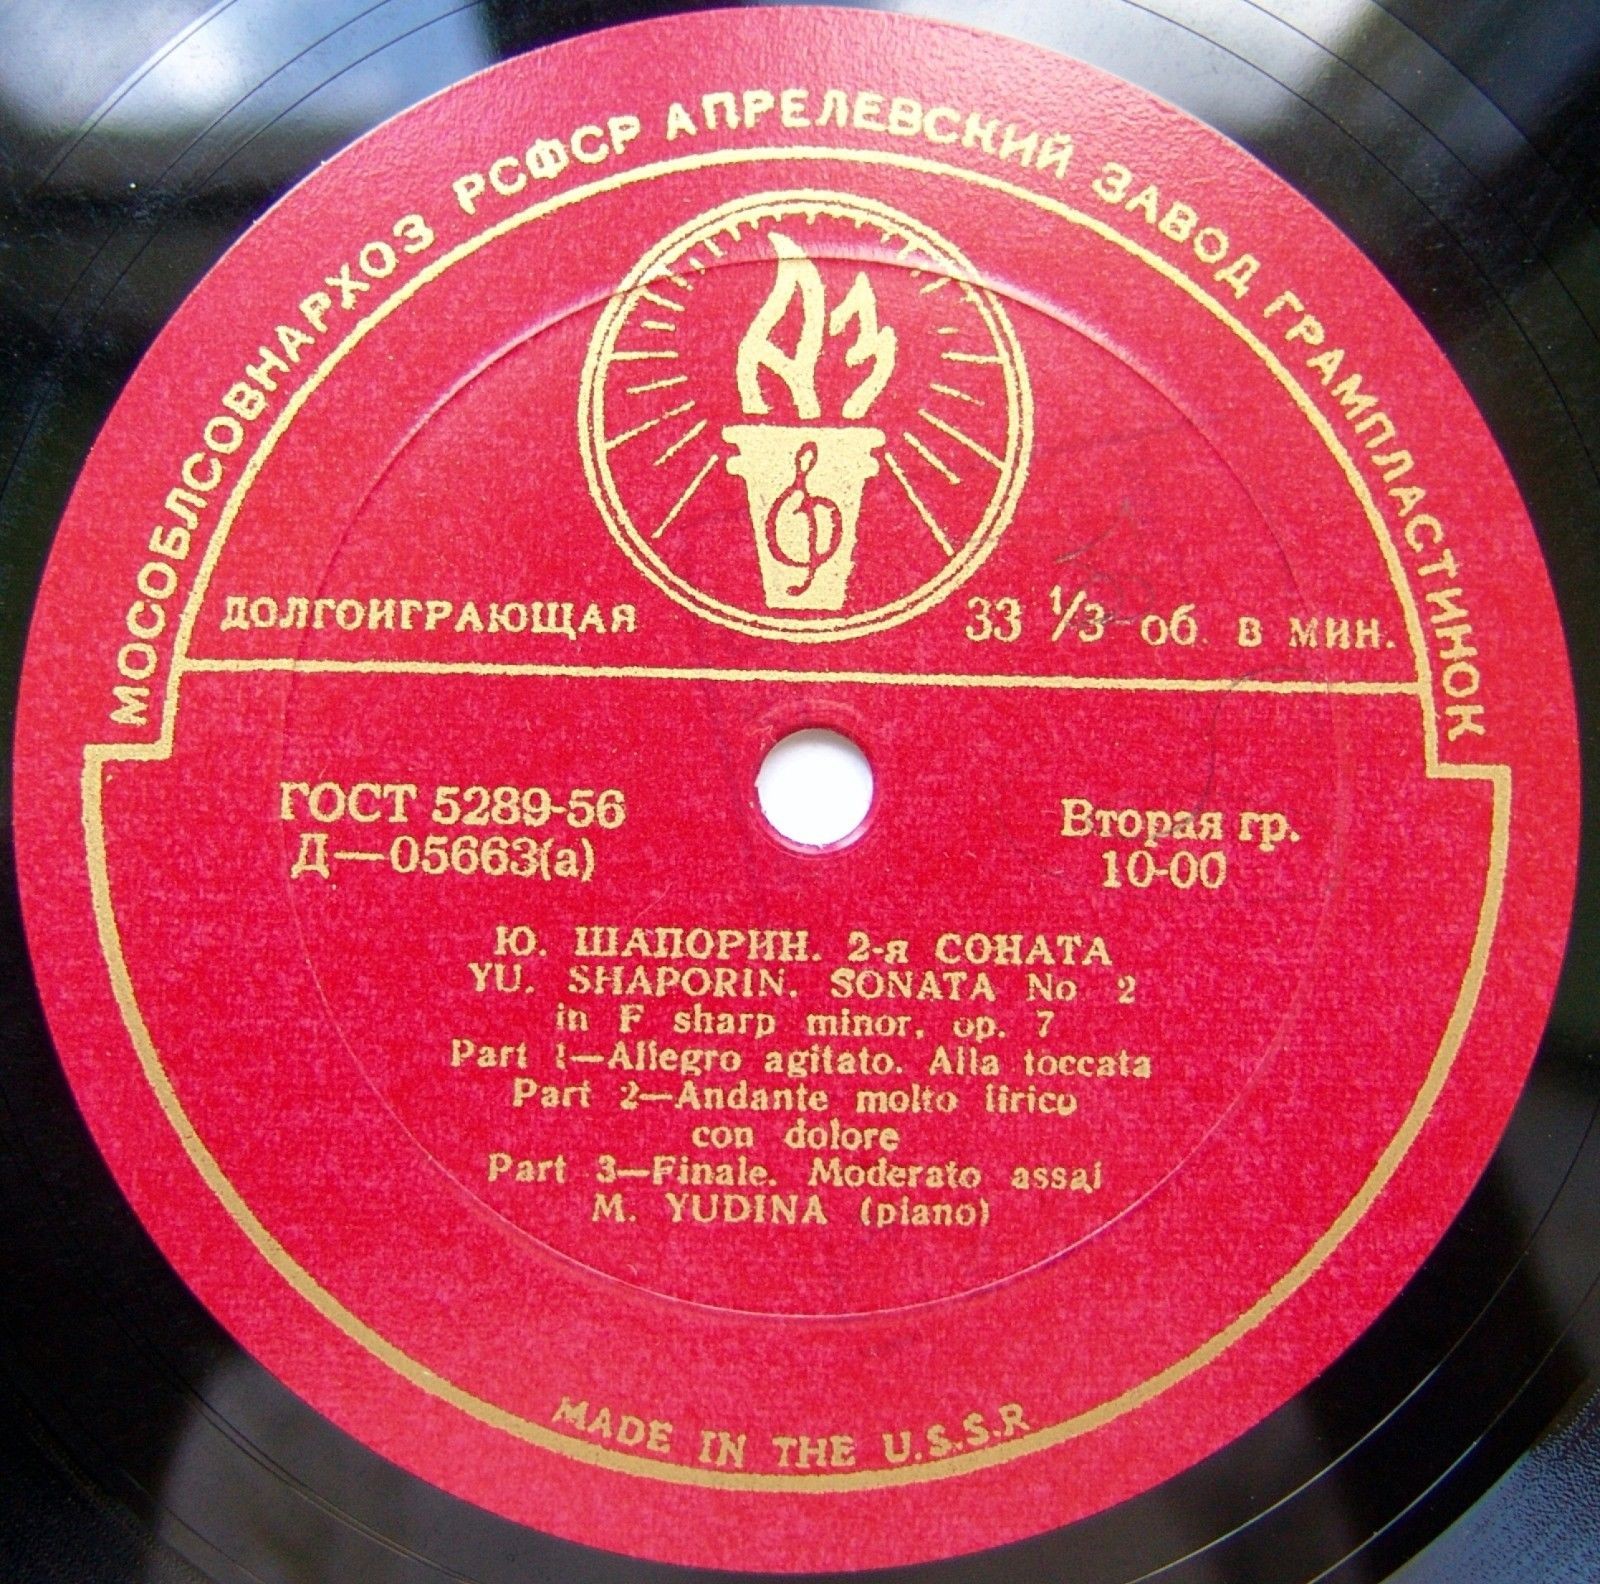 МОСОБЛСОВНАРХОЗ РСФСР АПРЕЛЕВСКИЙ ЗАВОД ГРАМПЛАСТИНОК
АЗ
ДОЛГОИГРАЮЩАЯ 33 1/3 об. в мин.
ГОСТ 5289-56
Д—05663(а)
Вторая гр.
10-00
Ю. ШАПОРИН. 2-я СОНАТА
YU. SHAPORIN. SONATA No 2
in F sharp minor, op. 7
Part 1—Allegro agitato. Alla toccata
Part 2—Andante molto lirico
con dolore
Part 3—Finale. Moderato assai
M. YUDINA (piano)
MADE IN THE U.S.S.R